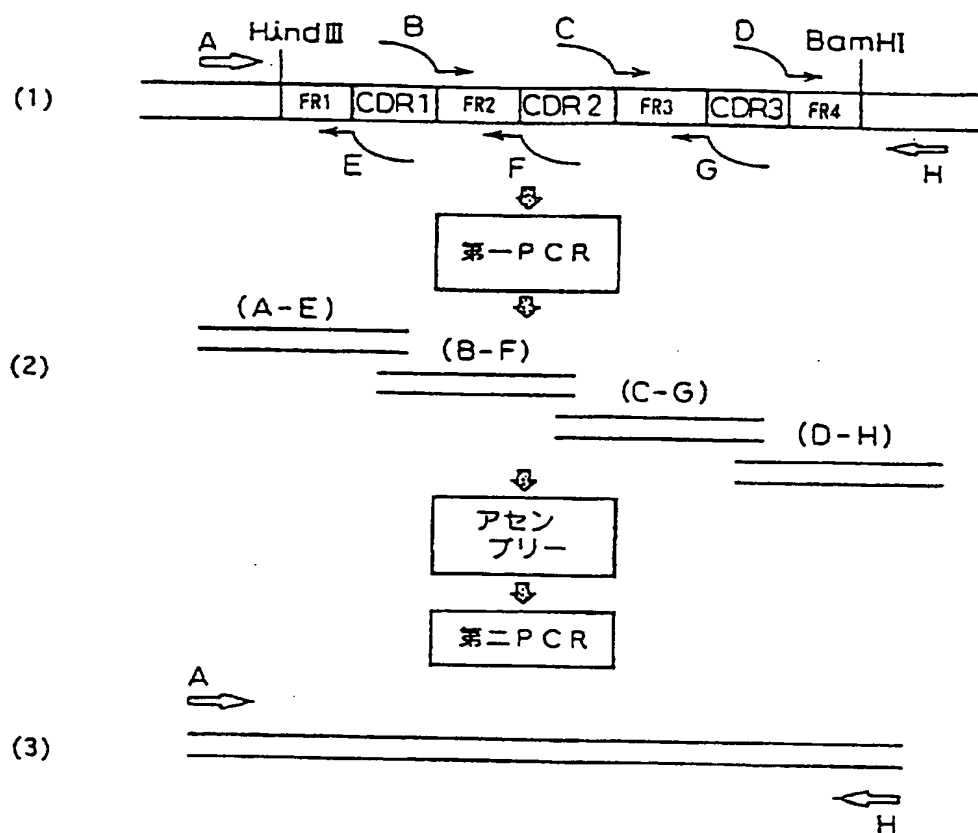 A
HindⅢ
B
C
D
BamHI
(1)
FR1 CDR1 FR2 CDR2 FR3 CDR3 FR4
E
F
G
H
第一PCR
(2)
(A-E)
(B-F)
(C-G)
(D-H)
アセン
ブリー
第二PCR
A
(3)
H